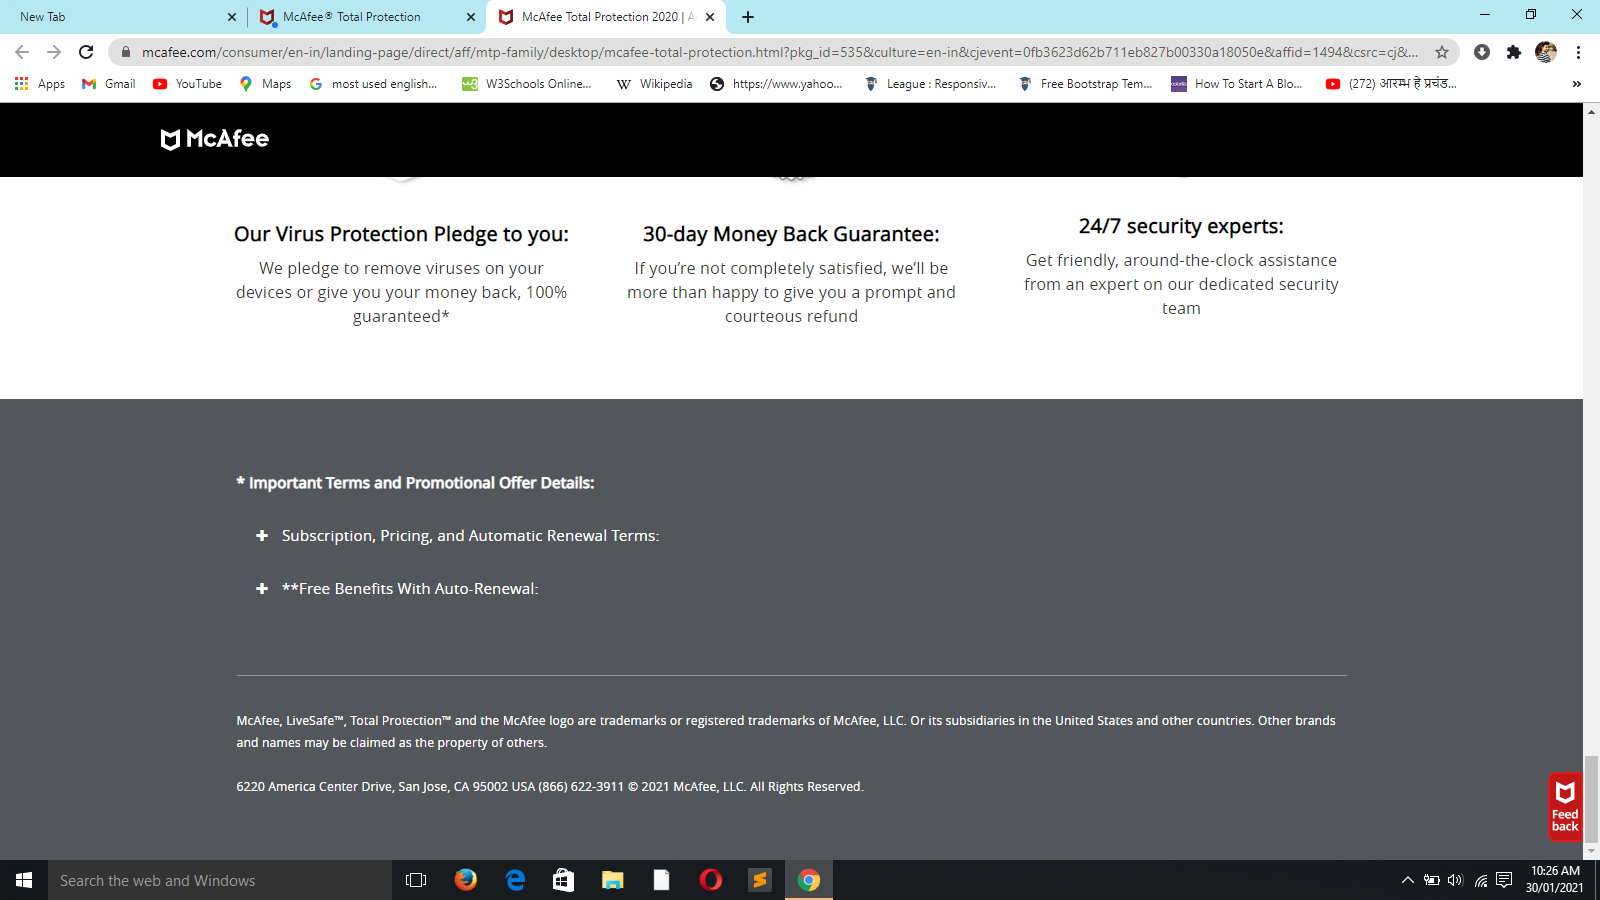 New Tab
McAfee® Total Protection
McAfee Total Protection 2020 | A
mcafee.com/consumer/en-in/landing-page/direct/aff/mtp-family/desktop/mcafee-total-protection.html?pkg_id=535&culture=en-in&cjevent=0fb3623d62b711eb827b00330a18050e&affid=1494&csrc=cj&...
Apps
Gmail
YouTube
Maps
most used english...
W3Schools Online...
Wikipedia
https://www.yahoo...
League : Responsiv...
Free Bootstrap Tem...
How To Start A Blo...
(272) आरम्भ है प्रचंड...
McAfee
Our Virus Protection Pledge to you:
We pledge to remove viruses on your
devices or give you your money back, 100%
guaranteed*
30-day Money Back Guarantee:
If you’re not completely satisfied, we’ll be
more than happy to give you a prompt and
courteous refund
24/7 security experts:
Get friendly, around-the-clock assistance
from an expert on our dedicated security
team
* Important Terms and Promotional Offer Details:
+ Subscription, Pricing, and Automatic Renewal Terms:
+ **Free Benefits With Auto-Renewal:
McAfee, LiveSafe™, Total Protection™ and the McAfee logo are trademarks or registered trademarks of McAfee, LLC. Or its subsidiaries in the United States and other countries. Other brands
and names may be claimed as the property of others.
6220 America Center Drive, San Jose, CA 95002 USA (866) 622-3911 © 2021 McAfee, LLC. All Rights Reserved.
Feed
back
Search the web and Windows
10:26 AM
30/01/2021